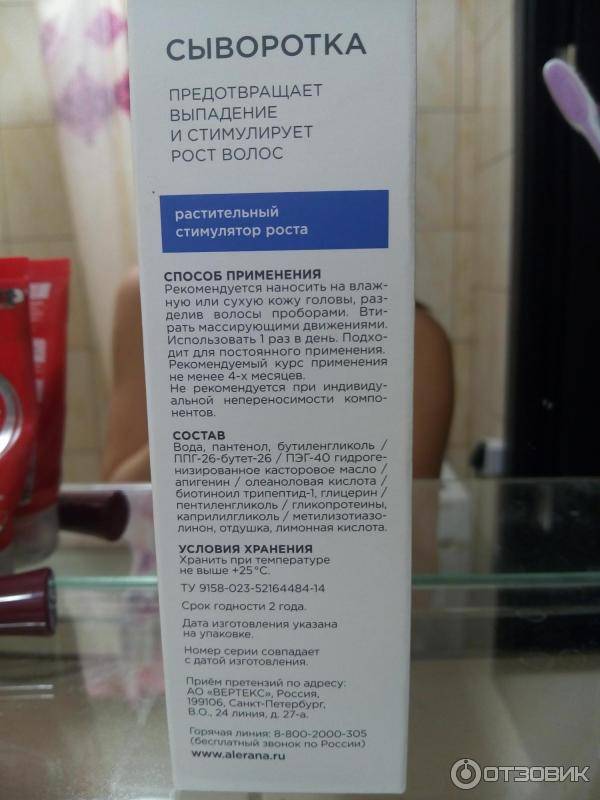 СЫВОРОТКА
ПРЕДОТВРАЩАЕТ
ВЫПАДЕНИЕ
И СТИМУЛИРУЕТ
РОСТ ВОЛОС
растительный
стимулятор роста
СПОСОБ ПРИМЕНЕНИЯ
Рекомендуется наносить на влаж-
ную или сухую кожу головы, раз-
делив волосы проборами. Вти-
рать массирующими движениями.
Использовать 1 раз в день. Подхо-
дит для постоянного применения.
Рекомендуемый курс применения
не менее 4-х месяцев.
Не рекомендуется при индивиду-
альной непереносимости компо-
нентов.
СОСТАВ
Вода, пантенол, бутиленгликоль /
ППГ-26-бутет-26 / ПЭГ-40 гидроге-
низированное касторовое масло /
апигенин / олеаноловая кислота /
биотиноил трипептид-1, глицерин /
пентиленгликоль / гликопротеины,
каприлилгликоль / метилизотиазо-
линон, отдушка, лимонная кислота.
УСЛОВИЯ ХРАНЕНИЯ
Хранить при температуре
не выше +25°С.
ТУ 9158-023-52164484-14
Срок годности 2 года.
Дата изготовления указана
на упаковке.
Номер серии совпадает
с датой изготовления.
Приём претензий по адресу:
АО «ВЕРТЕКС», Россия,
199106, Санкт-Петербург,
В.О., 24 линия, д. 27-а.
Горячая линия: 8-800-2000-305
(бесплатный звонок по России)
www.alerana.ru
ОТЗОВИК